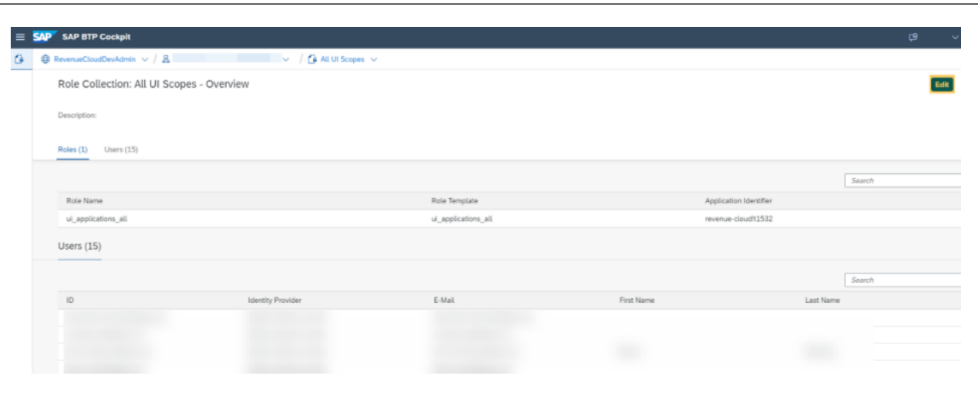 SAP SAP BTP Cockpit
RevenueCloudDevAdmin / / All UI Scopes
Role Collection: All UI Scopes - Overview
Edit
Description:
Roles (1) Users (15)
Search
Role Name Role Template Application Identifier
ui_applications_all ui_applications_all revenue-cloud!t1532
Users (15)
Search
ID Identity Provider E-Mail First Name Last Name